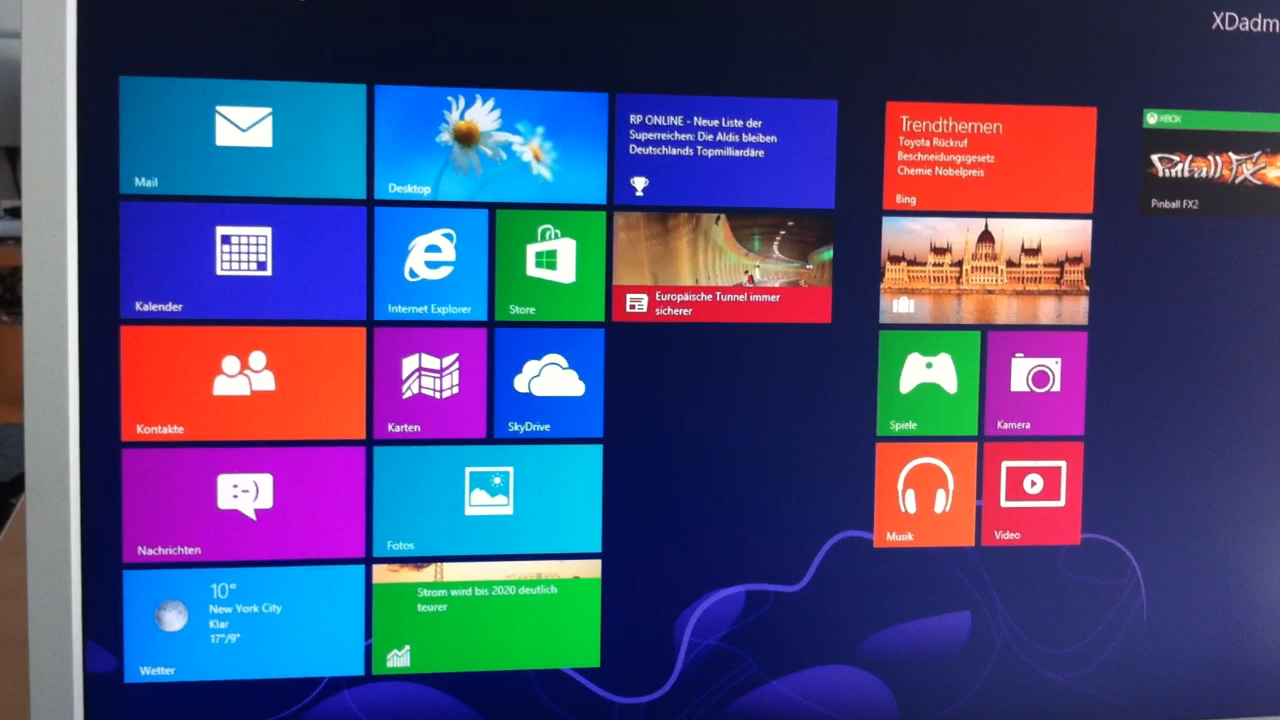 XDadm
Mail
Desktop
RP ONLINE - Neue Liste der
Superreichen: Die Aldis bleiben
Deutschlands Topmilliardäre
Trendthemen
Toyota Rückruf
Beschneidungsgesetz
Chemie Nobelpreis
Bing
XBOX
Pinball FX
Pinball FX2
Kalender
Internet Explorer
Store
Europäische Tunnel immer
sicherer
Kontakte
Karten
SkyDrive
Spiele
Kamera
Nachrichten
Fotos
Musik
Video
10°
New York City
Klar
17°/9°
Wetter
Strom wird bis 2020 deutlich
teurer